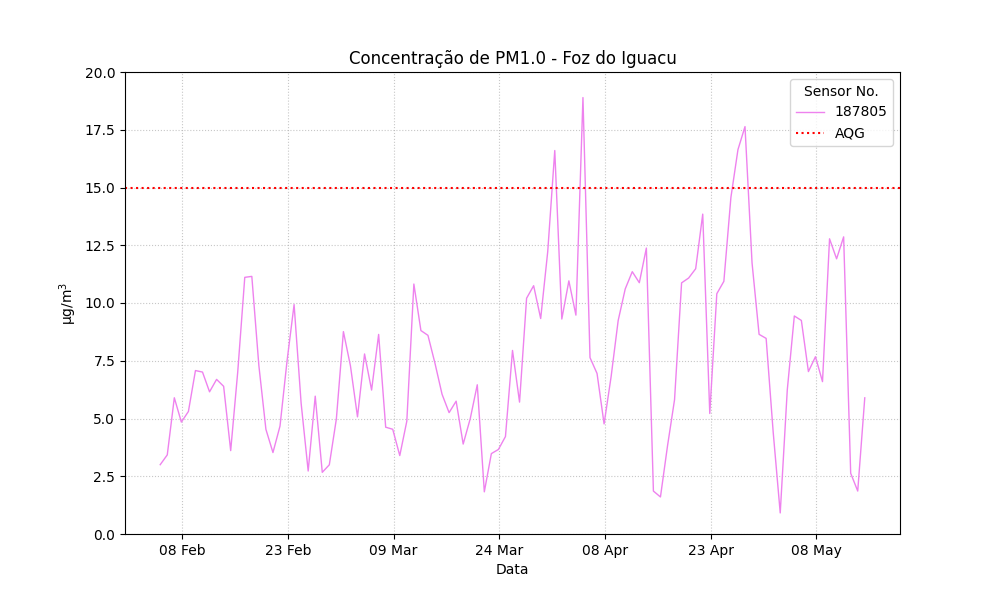 Concentração de PM1.0 - Foz do Iguacu
Sensor No.
187805
AQG
20.0
17.5
15.0
12.5
10.0
7.5
5.0
2.5
0.0
µg/m³
08 Feb
23 Feb
09 Mar
24 Mar
08 Apr
23 Apr
08 May
Data